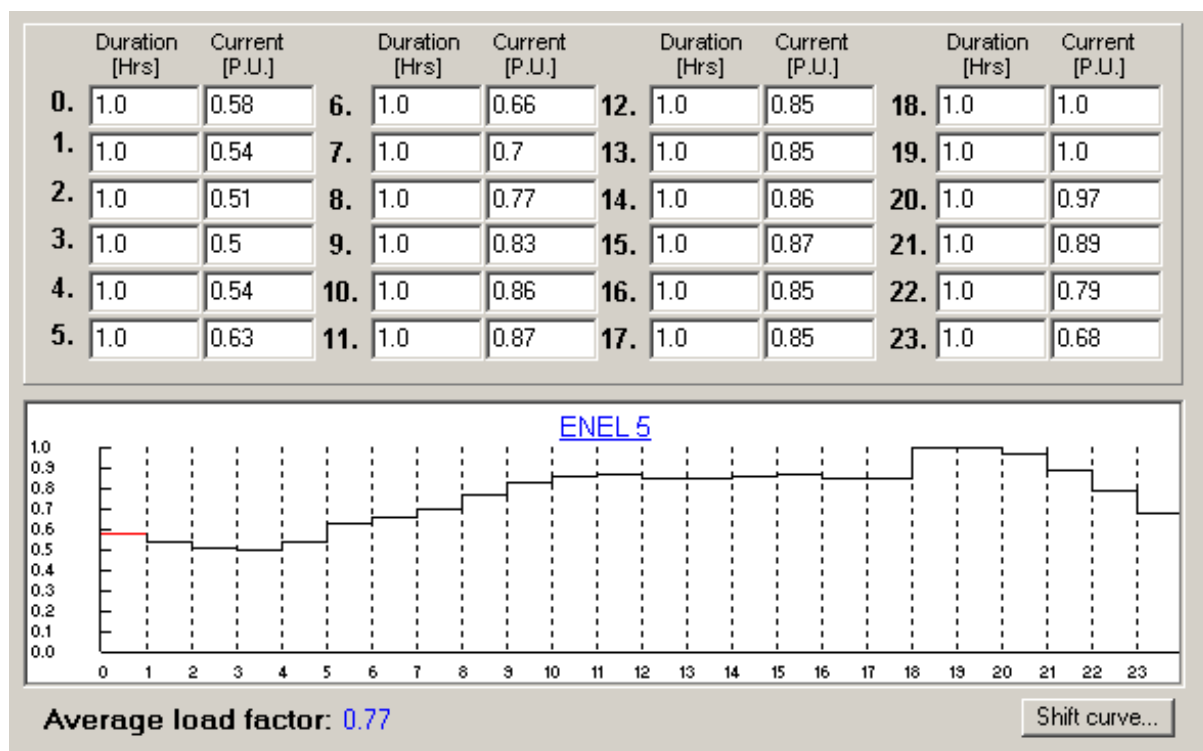 Duration Current Duration Current Duration Current Duration Current
[Hrs] [P.U.] [Hrs] [P.U.] [Hrs] [P.U.] [Hrs] [P.U.]
0. 1.0 0.58 6. 1.0 0.66 12. 1.0 0.85 18. 1.0 1.0
1. 1.0 0.54 7. 1.0 0.7 13. 1.0 0.85 19. 1.0 1.0
2. 1.0 0.51 8. 1.0 0.77 14. 1.0 0.86 20. 1.0 0.97
3. 1.0 0.5 9. 1.0 0.83 15. 1.0 0.87 21. 1.0 0.89
4. 1.0 0.54 10. 1.0 0.86 16. 1.0 0.85 22. 1.0 0.79
5. 1.0 0.63 11. 1.0 0.87 17. 1.0 0.85 23. 1.0 0.68
ENEL 5
1.0
0.9
0.8
0.7
0.6
0.5
0.4
0.3
0.2
0.1
0.0
0 1 2 3 4 5 6 7 8 9 10 11 12 13 14 15 16 17 18 19 20 21 22 23
Average load factor: 0.77 Shift curve...